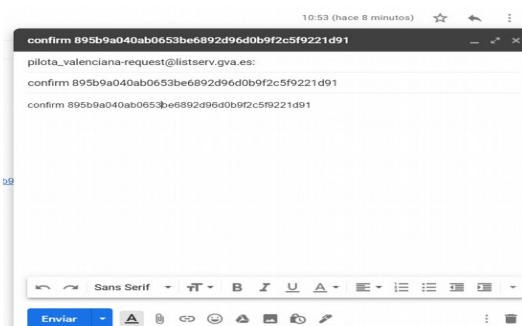 10:53 (hace 8 minutos)
confirm 895b9a040ab0653be6892d96d0b9f2c5f9221d91
pilota_valenciana-request@listserv.gva.es:
confirm 895b9a040ab0653be6892d96d0b9f2c5f9221d91
confirm 895b9a040ab0653be6892d96d0b9f2c5f9221d91
b9
Sans Serif
Enviar